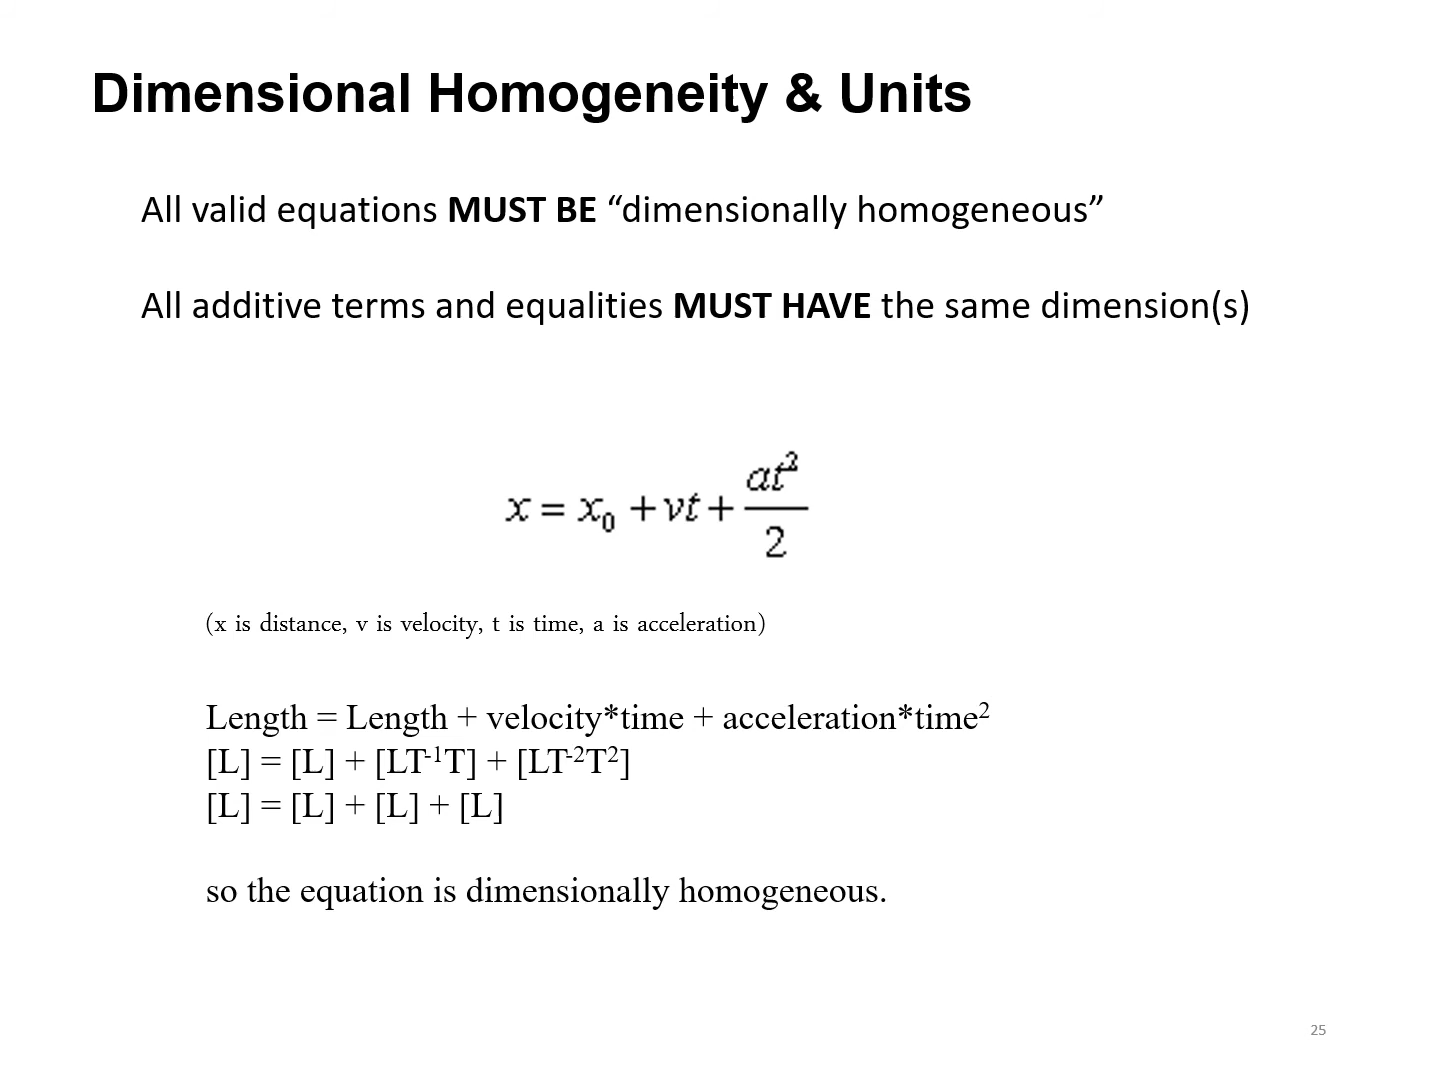 Dimensional Homogeneity & Units
All valid equations MUST BE “dimensionally homogeneous”
All additive terms and equalities MUST HAVE the same dimension(s)
x = x₀ + vt + at²/2
(x is distance, v is velocity, t is time, a is acceleration)
Length = Length + velocity*time + acceleration*time²
[L] = [L] + [LT⁻¹T] + [LT⁻²T²]
[L] = [L] + [L] + [L]
so the equation is dimensionally homogeneous.
25